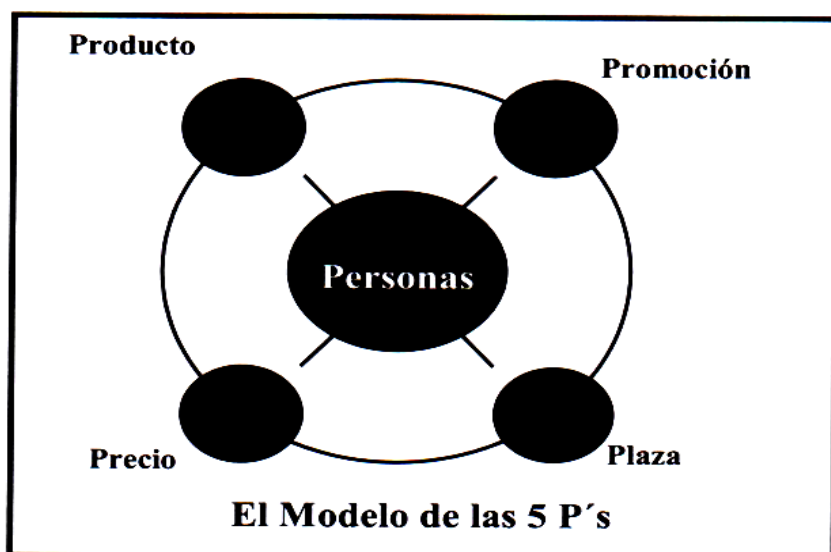 Producto
Promoción
Personas
Precio
Plaza
El Modelo de las 5 P´s